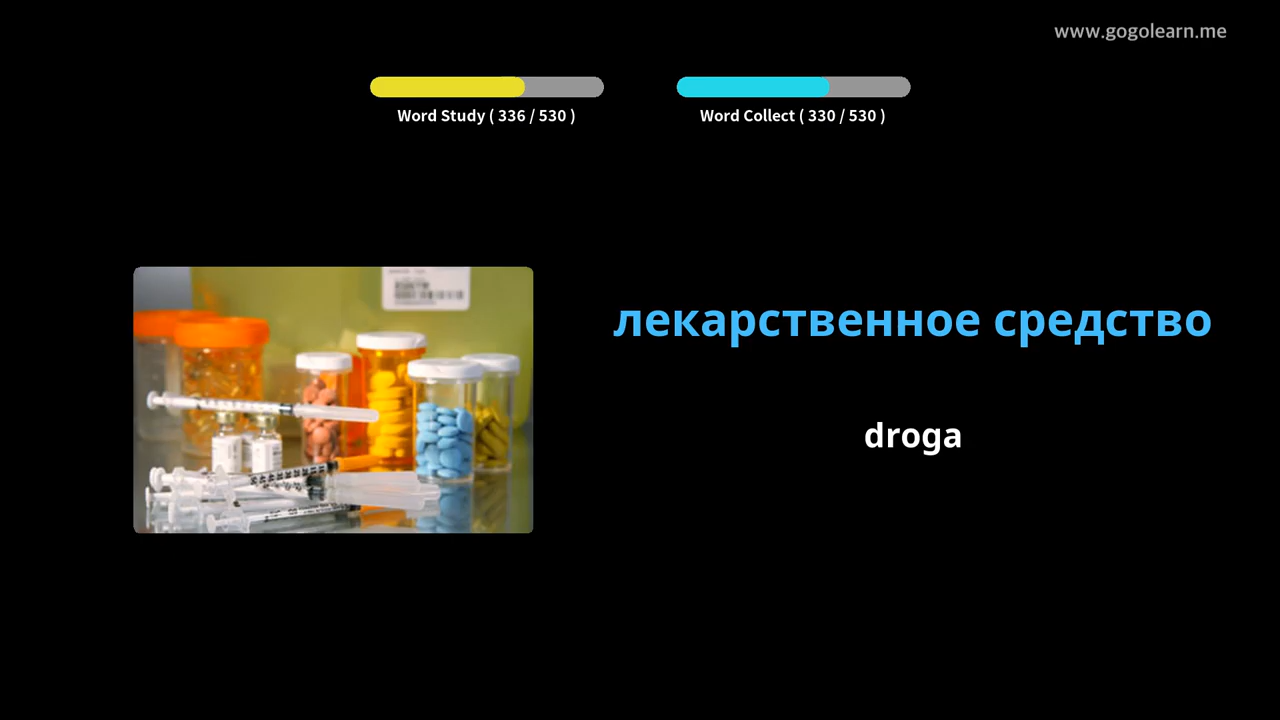 www.gogolearn.me
Word Study ( 336 / 530 )
Word Collect ( 330 / 530 )
лекарственное средство
droga